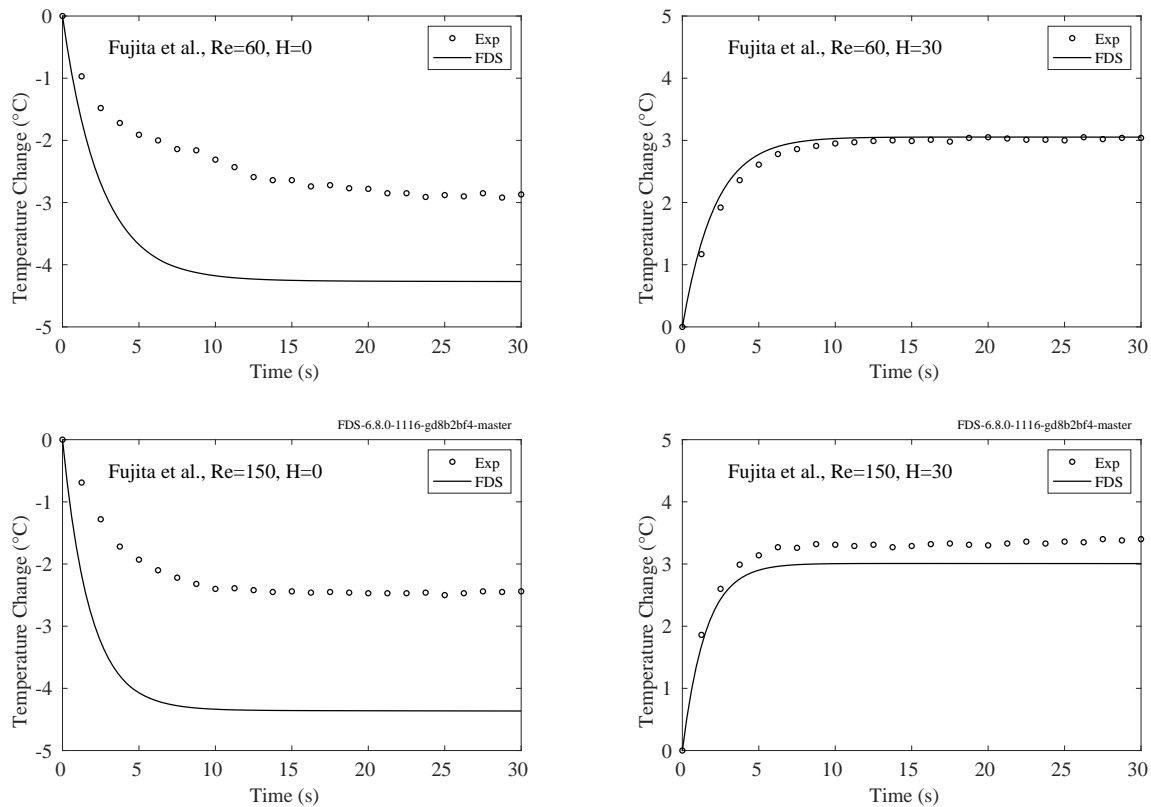 0
-1
-2
-3
-4
-5
Temperature Change (°C)
Fujita et al., Re=60, H=0
Exp
FDS
0 5 10 15 20 25 30
Time (s)
5
4
3
2
1
0
Temperature Change (°C)
Fujita et al., Re=60, H=30
Exp
FDS
0 5 10 15 20 25 30
Time (s)
FDS-6.8.0-1116-gd8b2bf4-master
0
-1
-2
-3
-4
-5
Temperature Change (°C)
Fujita et al., Re=150, H=0
Exp
FDS
0 5 10 15 20 25 30
Time (s)
FDS-6.8.0-1116-gd8b2bf4-master
5
4
3
2
1
0
Temperature Change (°C)
Fujita et al., Re=150, H=30
Exp
FDS
0 5 10 15 20 25 30
Time (s)